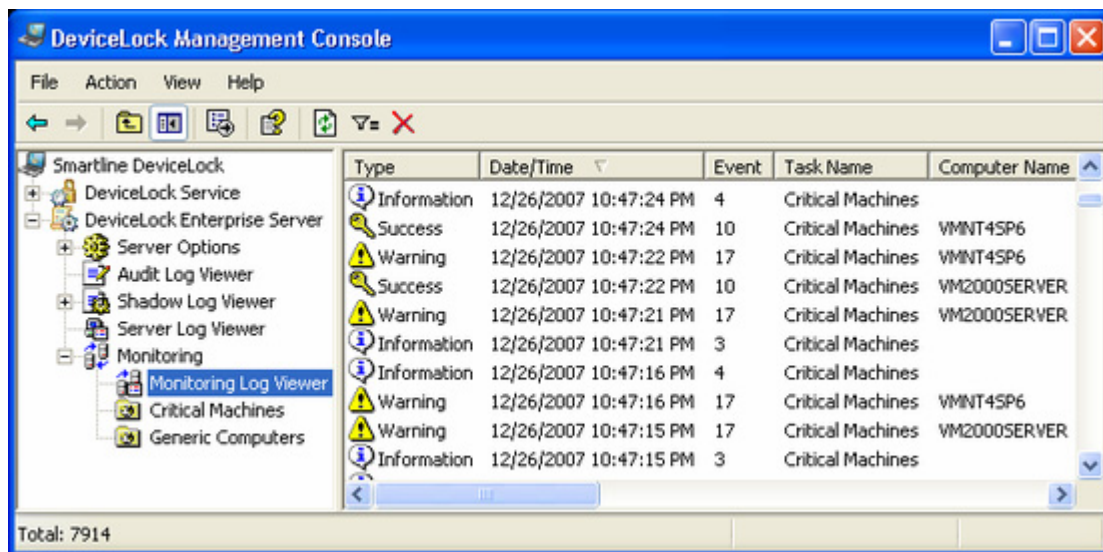 DeviceLock Management Console
File Action View Help
Smartline DeviceLock
DeviceLock Service
DeviceLock Enterprise Server
Server Options
Audit Log Viewer
Shadow Log Viewer
Server Log Viewer
Monitoring
Monitoring Log Viewer
Critical Machines
Generic Computers
Type Date/Time Event Task Name Computer Name
Information 12/26/2007 10:47:24 PM 4 Critical Machines
Success 12/26/2007 10:47:24 PM 10 Critical Machines VMNT4SP6
Warning 12/26/2007 10:47:22 PM 17 Critical Machines VMNT4SP6
Success 12/26/2007 10:47:22 PM 10 Critical Machines VM2000SERVER
Warning 12/26/2007 10:47:21 PM 17 Critical Machines VM2000SERVER
Information 12/26/2007 10:47:21 PM 3 Critical Machines
Information 12/26/2007 10:47:16 PM 4 Critical Machines
Warning 12/26/2007 10:47:16 PM 17 Critical Machines VMNT4SP6
Warning 12/26/2007 10:47:15 PM 17 Critical Machines VM2000SERVER
Information 12/26/2007 10:47:15 PM 3 Critical Machines
Total: 7914